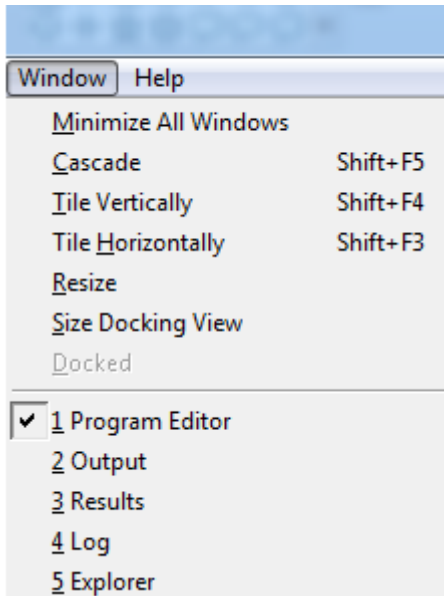 Window Help
Minimize All Windows
Cascade Shift+F5
Tile Vertically Shift+F4
Tile Horizontally Shift+F3
Resize
Size Docking View
Docked
1 Program Editor
2 Output
3 Results
4 Log
5 Explorer